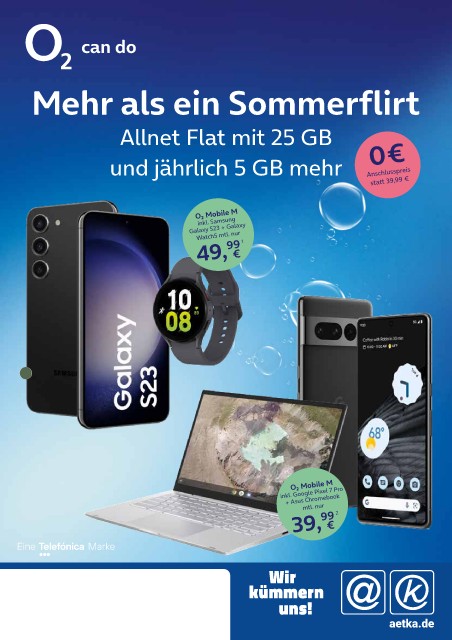 O2 can do
Mehr als ein Sommerflirt
Allnet Flat mit 25 GB
und jährlich 5 GB mehr
0 €
Anschlusspreis
statt 39,99 €
O2 Mobile M
inkl. Samsung
Galaxy S23 + Galaxy
Watch5 mtl. nur
49,99 €
10
08
Galaxy
S23
SAMSUNG
68°
O2 Mobile M
inkl. Google Pixel 7 Pro
+ Asus Chromebook
mtl. nur
39,99 €
Eine Telefónica Marke
Wir
kümmern
uns!
@k
aetka.de